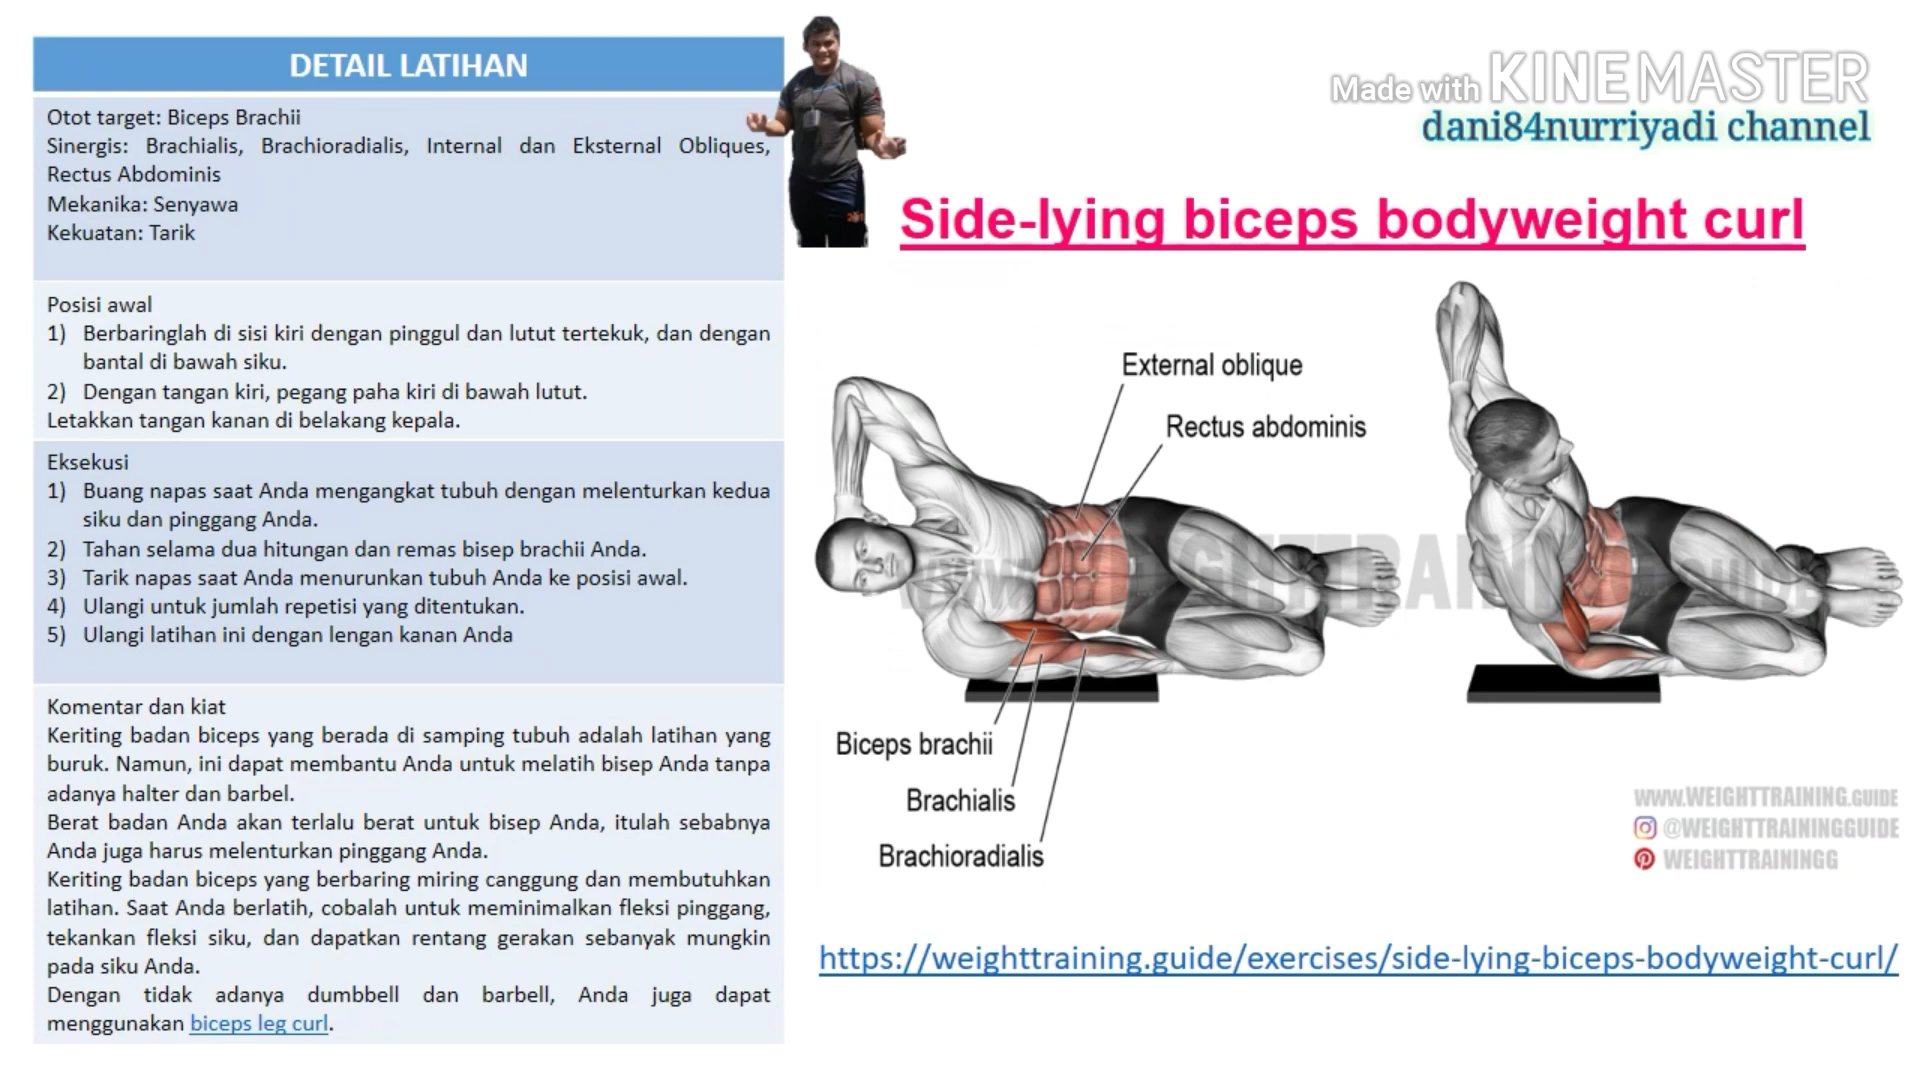 DETAIL LATIHAN
Otot target: Biceps Brachii
Sinergis: Brachialis, Brachioradialis, Internal dan Eksternal Obliques,
Rectus Abdominis
Mekanika: Senyawa
Kekuatan: Tarik
Posisi awal
1) Berbaringlah di sisi kiri dengan pinggul dan lutut tertekuk, dan dengan
bantal di bawah siku.
2) Dengan tangan kiri, pegang paha kiri di bawah lutut.
Letakkan tangan kanan di belakang kepala.
Eksekusi
1) Buang napas saat Anda mengangkat tubuh dengan melenturkan kedua
siku dan pinggang Anda.
2) Tahan selama dua hitungan dan remas bisep brachii Anda.
3) Tarik napas saat Anda menurunkan tubuh Anda ke posisi awal.
4) Ulangi untuk jumlah repetisi yang ditentukan.
5) Ulangi latihan ini dengan lengan kanan Anda
Komentar dan kiat
Keriting badan biceps yang berada di samping tubuh adalah latihan yang
buruk. Namun, ini dapat membantu Anda untuk melatih bisep Anda tanpa
adanya halter dan barbel.
Berat badan Anda akan terlalu berat untuk bisep Anda, itulah sebabnya
Anda juga harus melenturkan pinggang Anda.
Keriting badan biceps yang berbaring miring canggung dan membutuhkan
latihan. Saat Anda berlatih, cobalah untuk meminimalkan fleksi pinggang,
tekankan fleksi siku, dan dapatkan rentang gerakan sebanyak mungkin
pada siku Anda.
Dengan tidak adanya dumbbell dan barbell, Anda juga dapat
menggunakan biceps leg curl.
Made with KINEMASTER
dani84nurriyadi channel
Side-lying biceps bodyweight curl
External oblique
Rectus abdominis
WWW.WEIGHTTRAINING.GUIDE
Biceps brachii
Brachialis
Brachioradialis
WWW.WEIGHTTRAINING.GUIDE
@WEIGHTTRAININGGUIDE
WEIGHTTRAININGG
https://weighttraining.guide/exercises/side-lying-biceps-bodyweight-curl/